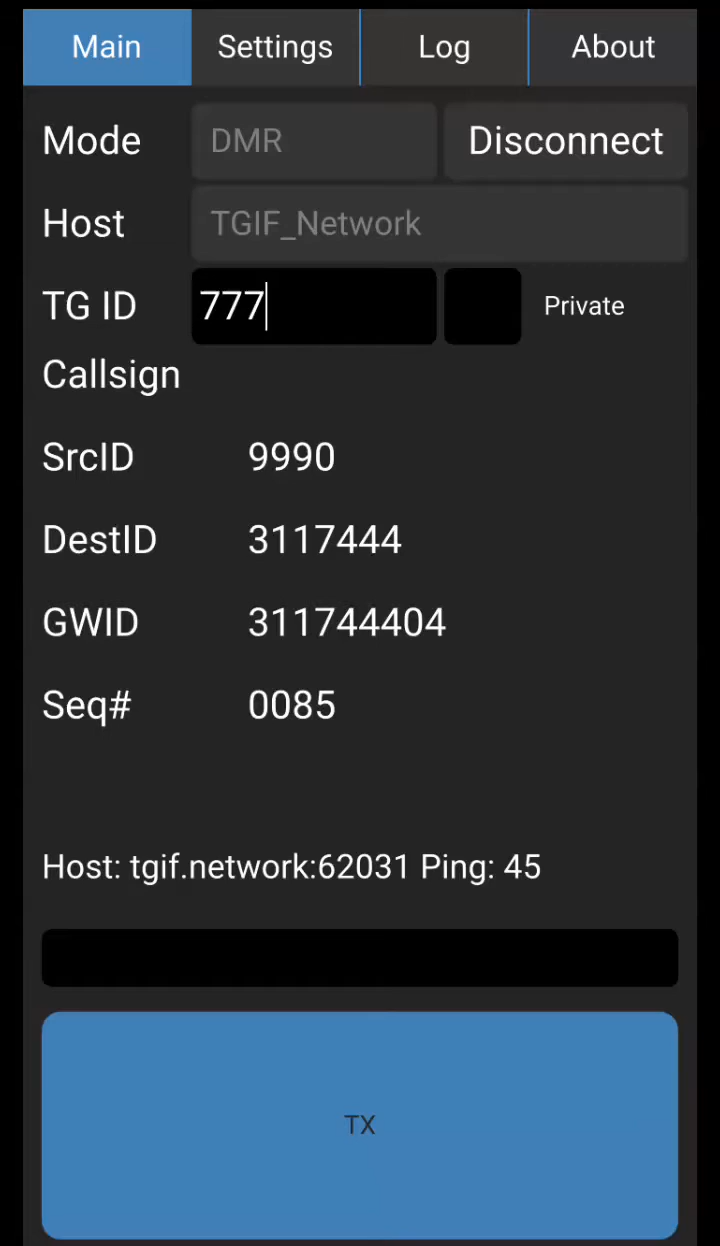 Main Settings Log About
Mode DMR Disconnect
Host TGIF_Network
TG ID 777 Private
Callsign
SrcID 9990
DestID 3117444
GWID 311744404
Seq# 0085
Host: tgif.network:62031 Ping: 45
TX